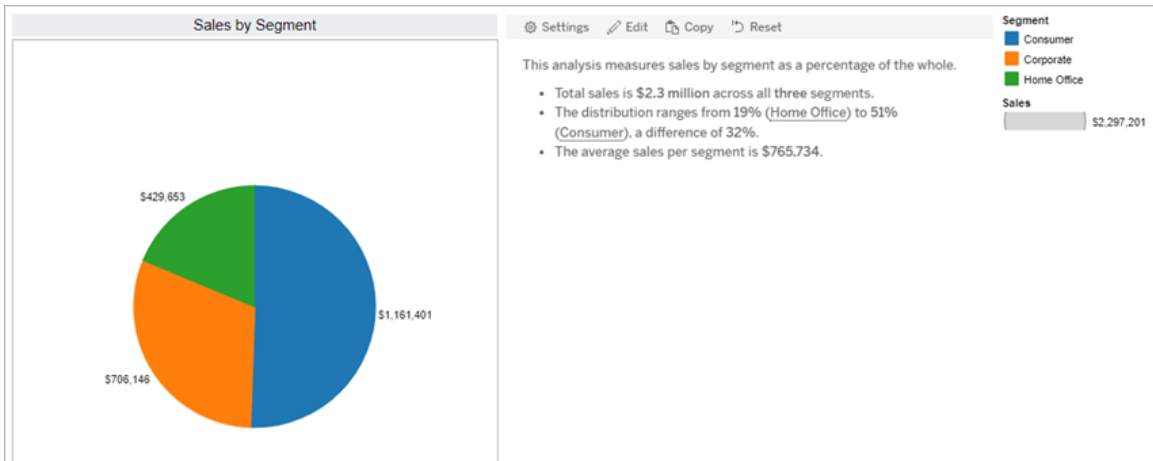 Sales by Segment
$429,653
$1,161,401
$706,146
Settings Edit Copy Reset
This analysis measures sales by segment as a percentage of the whole.
• Total sales is $2.3 million across all three segments.
• The distribution ranges from 19% (Home Office) to 51%
(Consumer), a difference of 32%.
• The average sales per segment is $765,734.
Segment
Consumer
Corporate
Home Office
Sales
$2,297,201